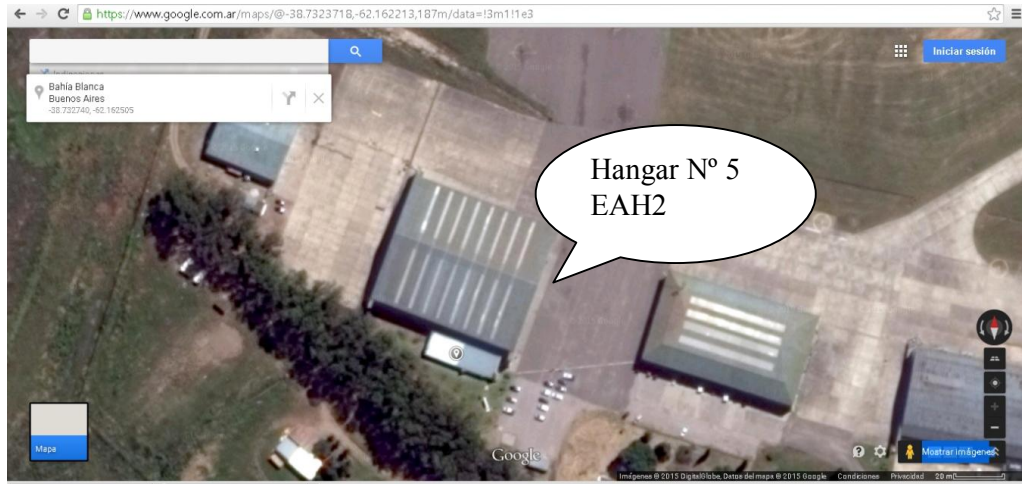 https://www.google.com.ar/maps/@-38.7323718,-62.162213,187m/data=!3m1!1e3
Iniciar sesión
Bahía Blanca
Buenos Aires
-38.732740, -62.162505
Hangar Nº 5
EAH2
Mapa
Google
Mostrar imágenes
Imágenes © 2015 DigitalGlobe, Datos del mapa © 2015 Google Condiciones Privacidad 20 m